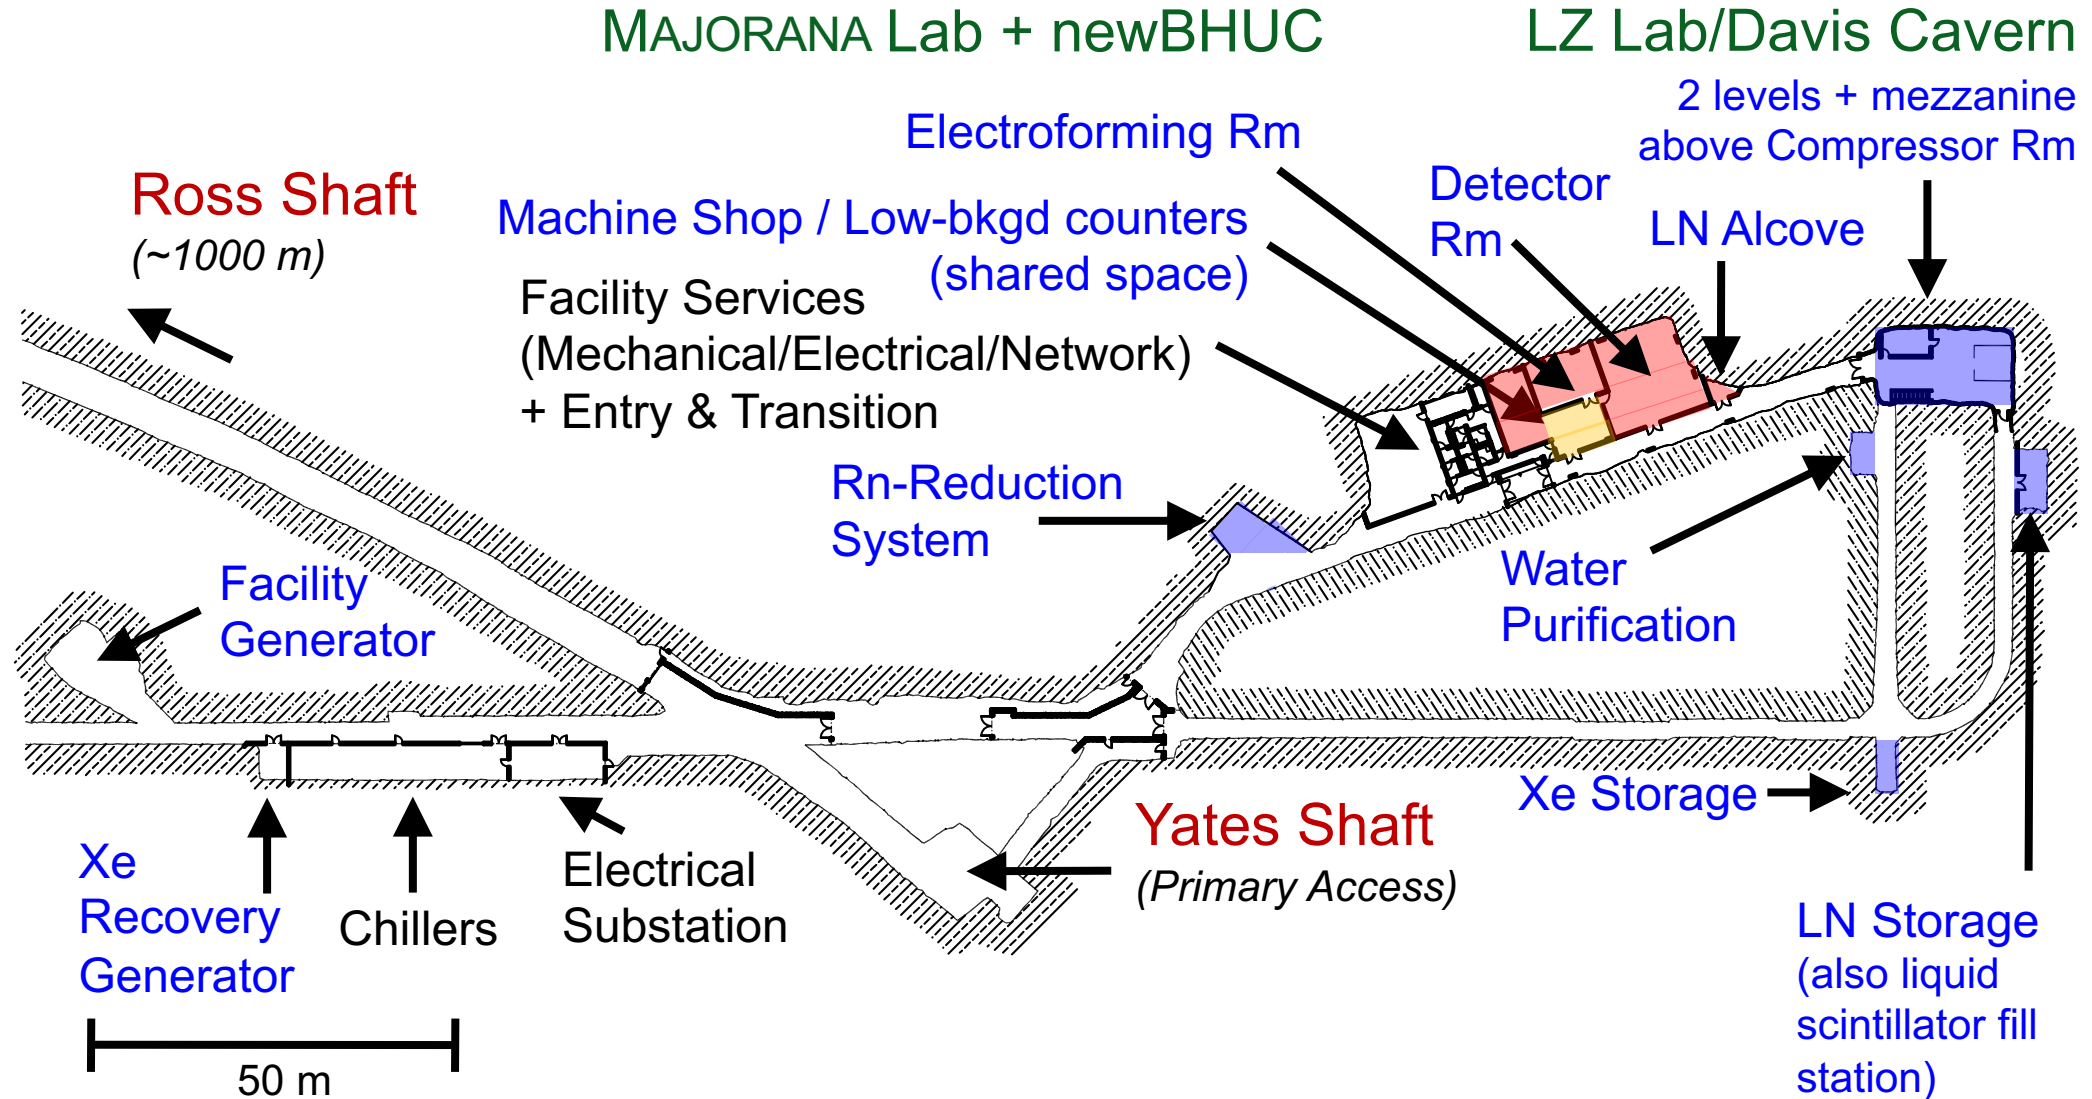 MAJORANA Lab + newBHUC
LZ Lab/Davis Cavern
2 levels + mezzanine
above Compressor Rm
Electroforming Rm
Detector
Rm
LN Alcove
Ross Shaft
(~1000 m)
Machine Shop / Low-bkgd counters
(shared space)
Facility Services
(Mechanical/Electrical/Network)
+ Entry & Transition
Rn-Reduction
System
Water
Purification
Facility
Generator
Xe Storage
Yates Shaft
(Primary Access)
Xe
Recovery
Generator
Chillers
Electrical
Substation
LN Storage
(also liquid
scintillator fill
station)
50 m